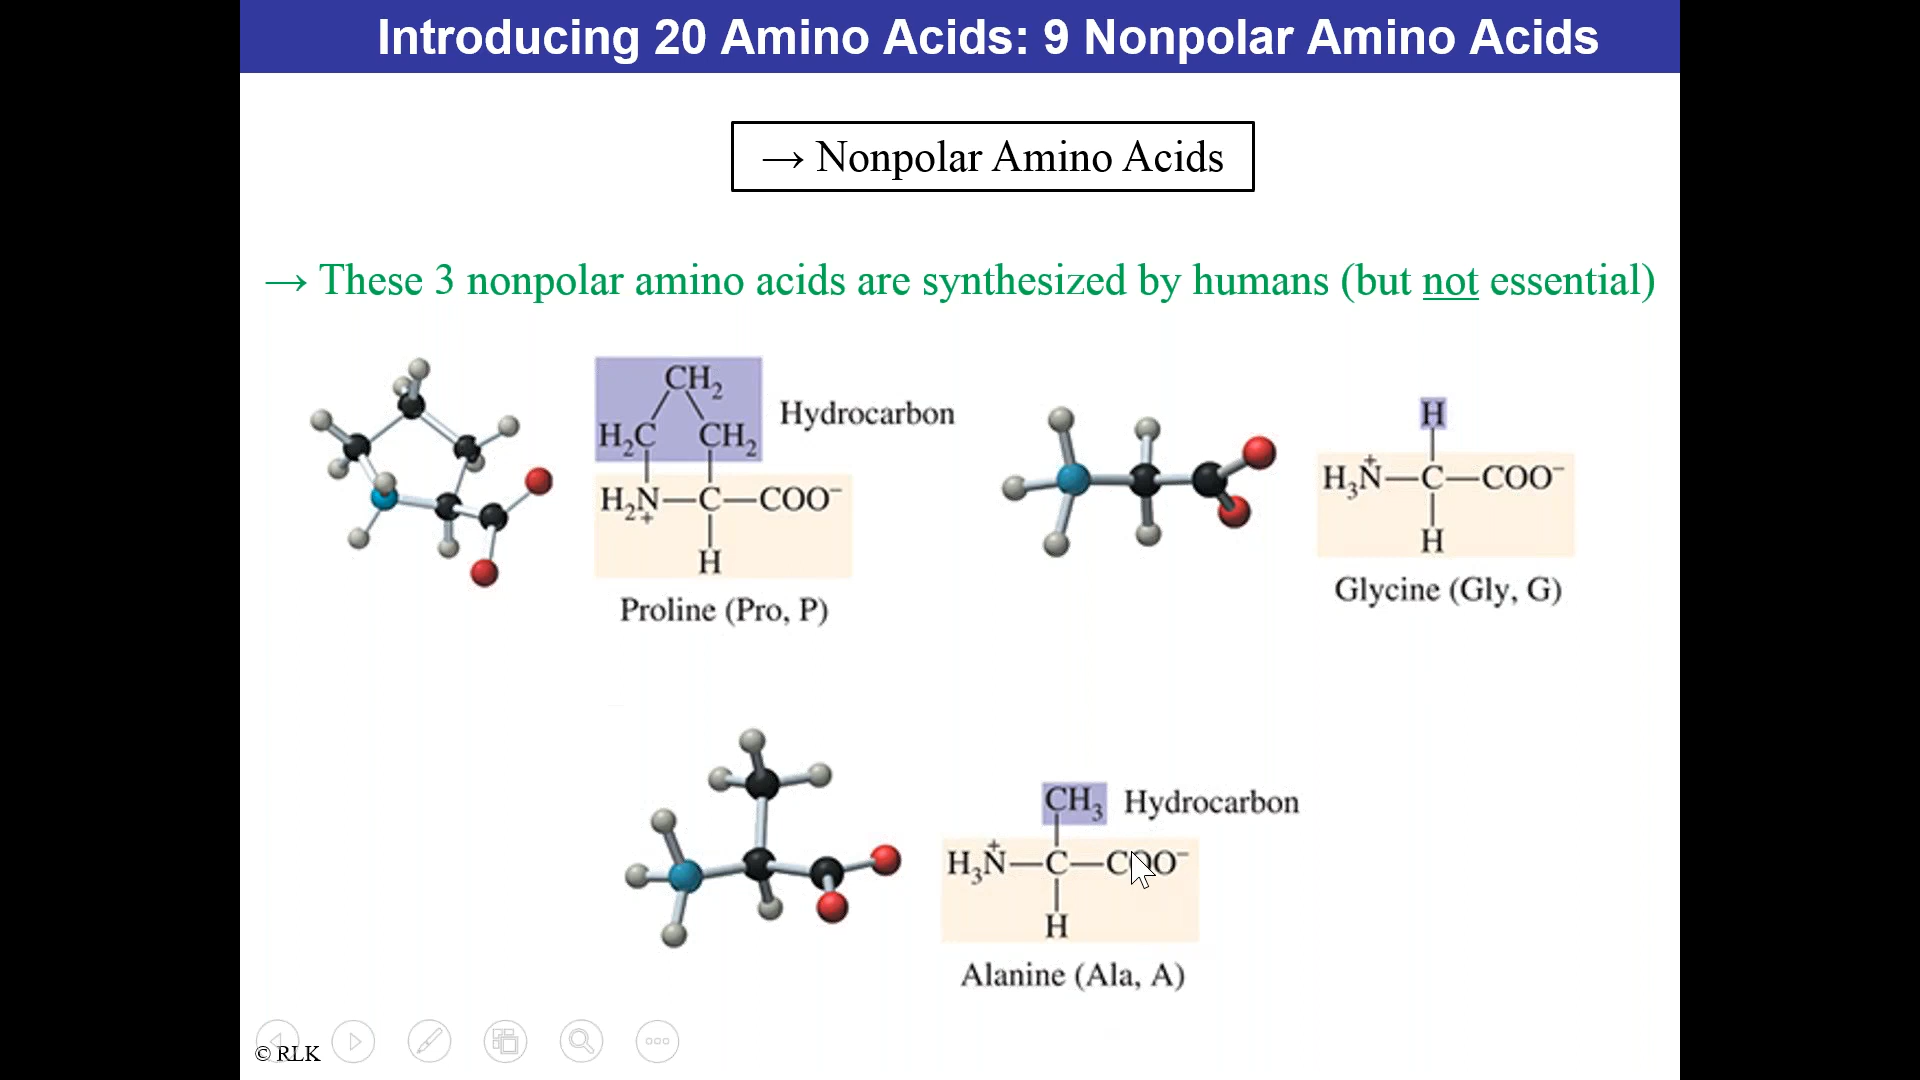 Introducing 20 Amino Acids: 9 Nonpolar Amino Acids
→ Nonpolar Amino Acids
→ These 3 nonpolar amino acids are synthesized by humans (but not essential)
CH₂
Hydrocarbon
H₂C CH₂
H₂N⁺—C—COO⁻
H
Proline (Pro, P)
H
H₃N⁺—C—COO⁻
H
Glycine (Gly, G)
CH₃ Hydrocarbon
H₃N⁺—C—COO⁻
H
Alanine (Ala, A)
© RLK